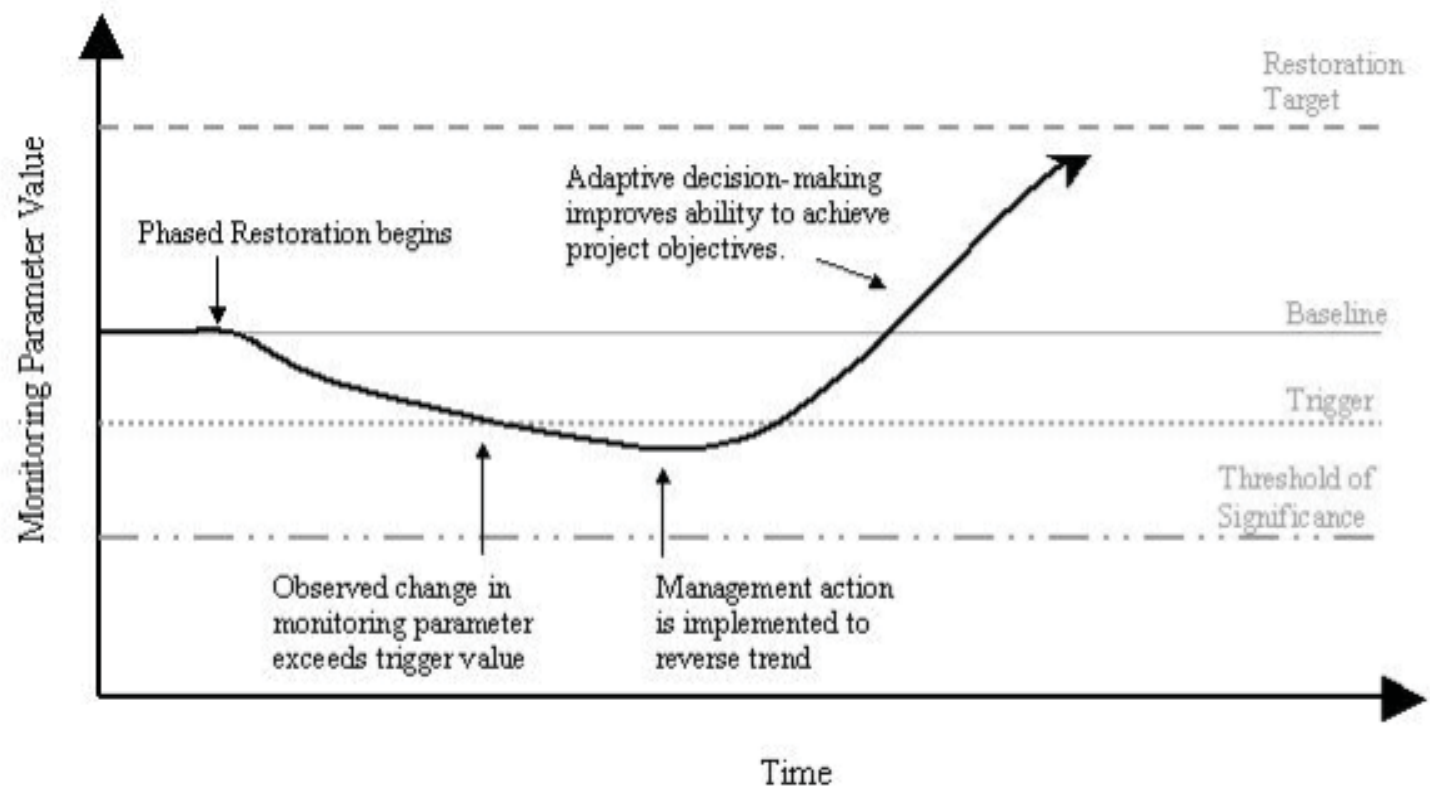 Restoration
Target
Adaptive decision-making
improves ability to achieve
project objectives.
Phased Restoration begins
Monitoring Parameter Value
Baseline
Trigger
Threshold of
Significance
Observed change in
monitoring parameter
exceeds trigger value
Management action
is implemented to
reverse trend
Time